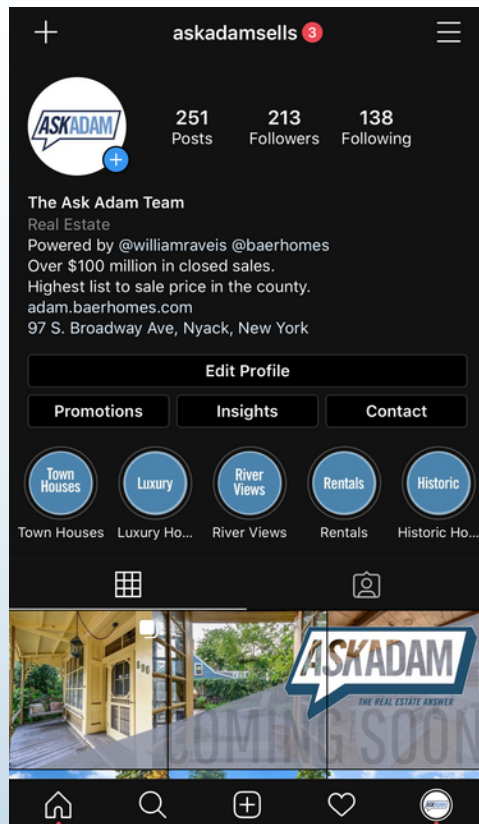 askadamsells 3
ASKADAM
251 213 138
Posts Followers Following
The Ask Adam Team
Real Estate
Powered by @williamraveis @baerhomes
Over $100 million in closed sales.
Highest list to sale price in the county.
adam.baerhomes.com
97 S. Broadway Ave, Nyack, New York
Edit Profile
Promotions Insights Contact
Town
Houses
Luxury
River
Views
Rentals
Historic
Town Houses Luxury Ho... River Views Rentals Historic Ho...
ASKADAM
THE REAL ESTATE ANSWER
COMING SOON
ASKADAM